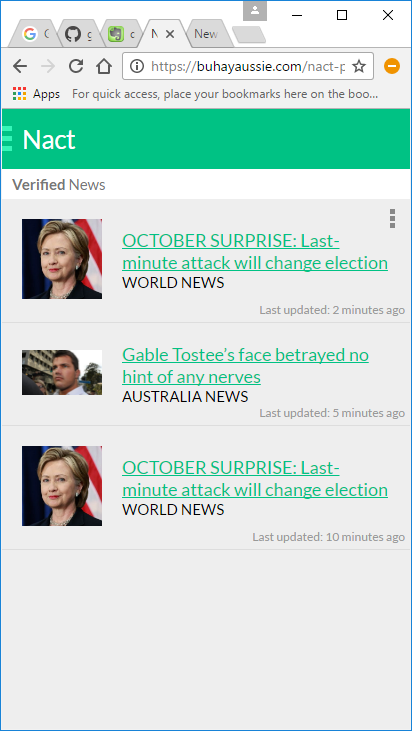 G
g
c
N
New
https://buhayaussie.com/nact-p
Apps
For quick access, place your bookmarks here on the boo...
Nact
Verified News
OCTOBER SURPRISE: Last-
minute attack will change election
WORLD NEWS
Last updated: 2 minutes ago
Gable Tostee's face betrayed no
hint of any nerves
AUSTRALIA NEWS
Last updated: 5 minutes ago
OCTOBER SURPRISE: Last-
minute attack will change election
WORLD NEWS
Last updated: 10 minutes ago